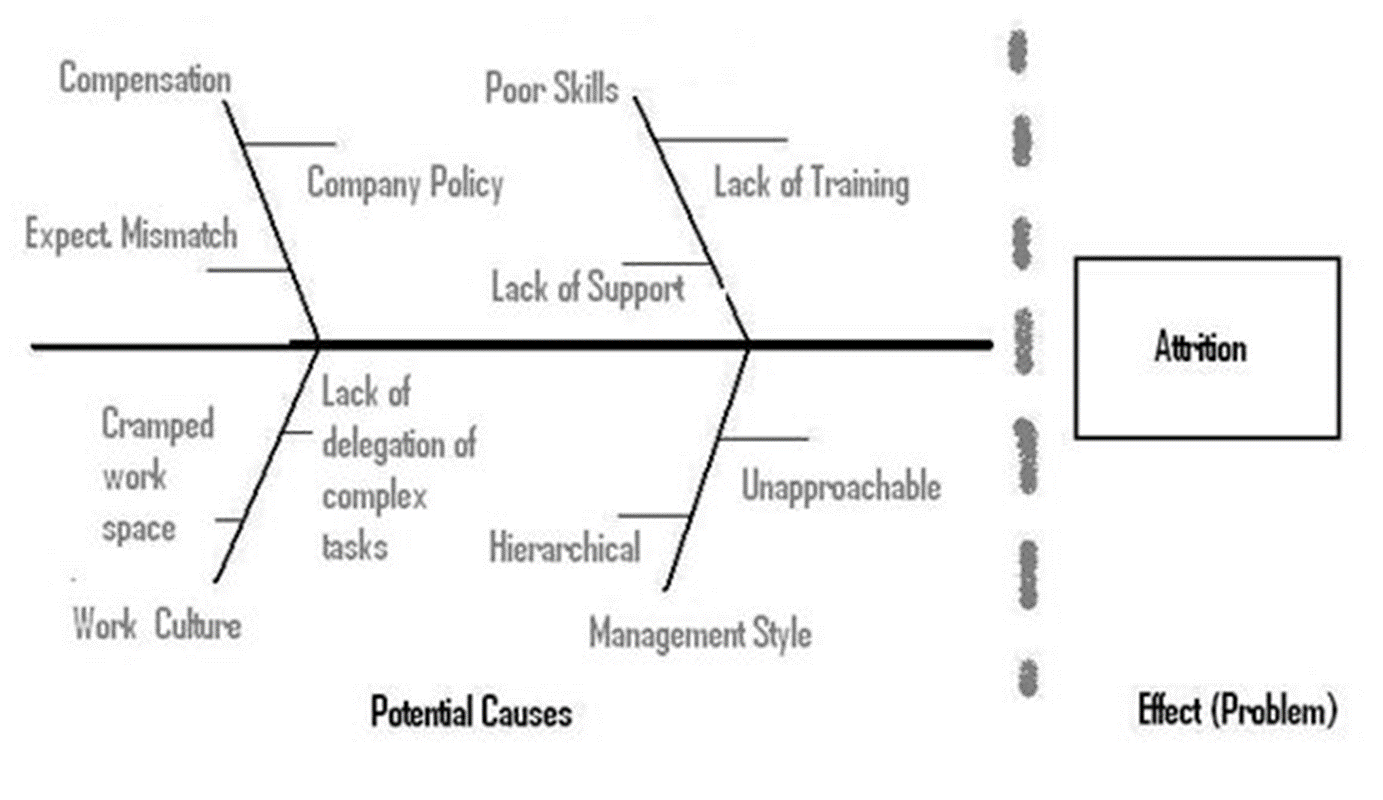 Compensation
Poor Skills
Company Policy
Lack of Training
Expect. Mismatch
Lack of Support
Attrition
Cramped
work
space
Lack of
delegation of
complex
tasks
Unapproachable
Hierarchical
Work Culture
Management Style
Potential Causes
Effect (Problem)